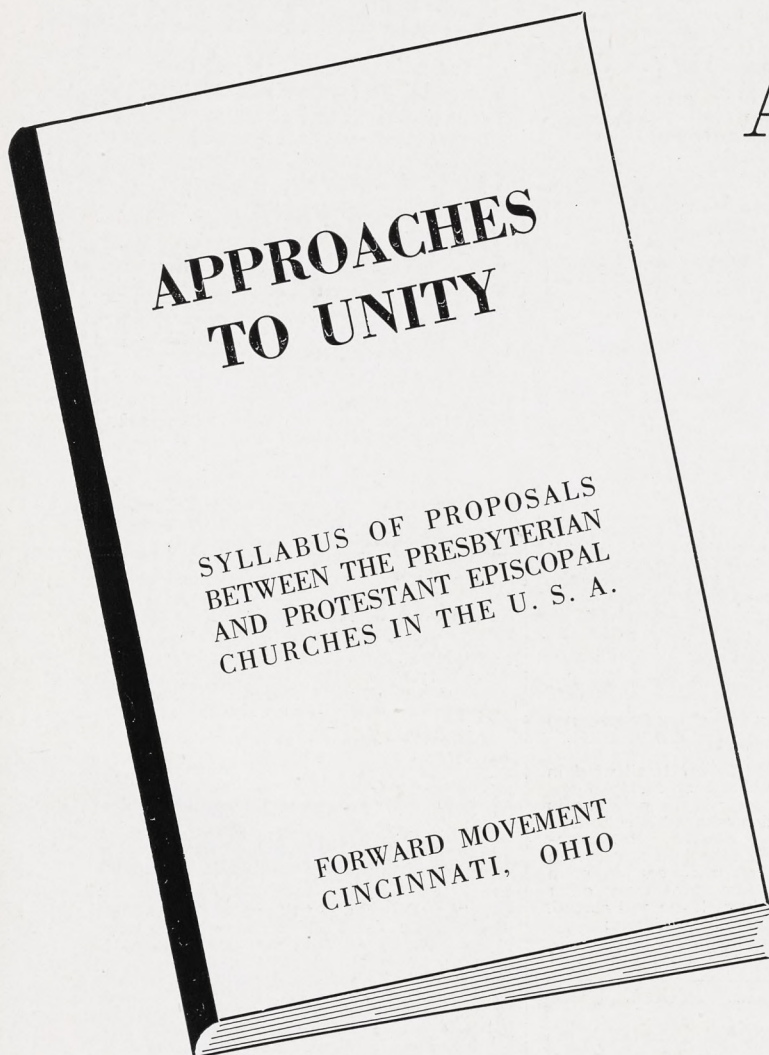 APPROACHES
TO UNITY
SYLLABUS OF PROPOSALS
BETWEEN THE PRESBYTERIAN
AND PROTESTANT EPISCOPAL
CHURCHES IN THE U. S. A.
FORWARD MOVEMENT
CINCINNATI, OHIO